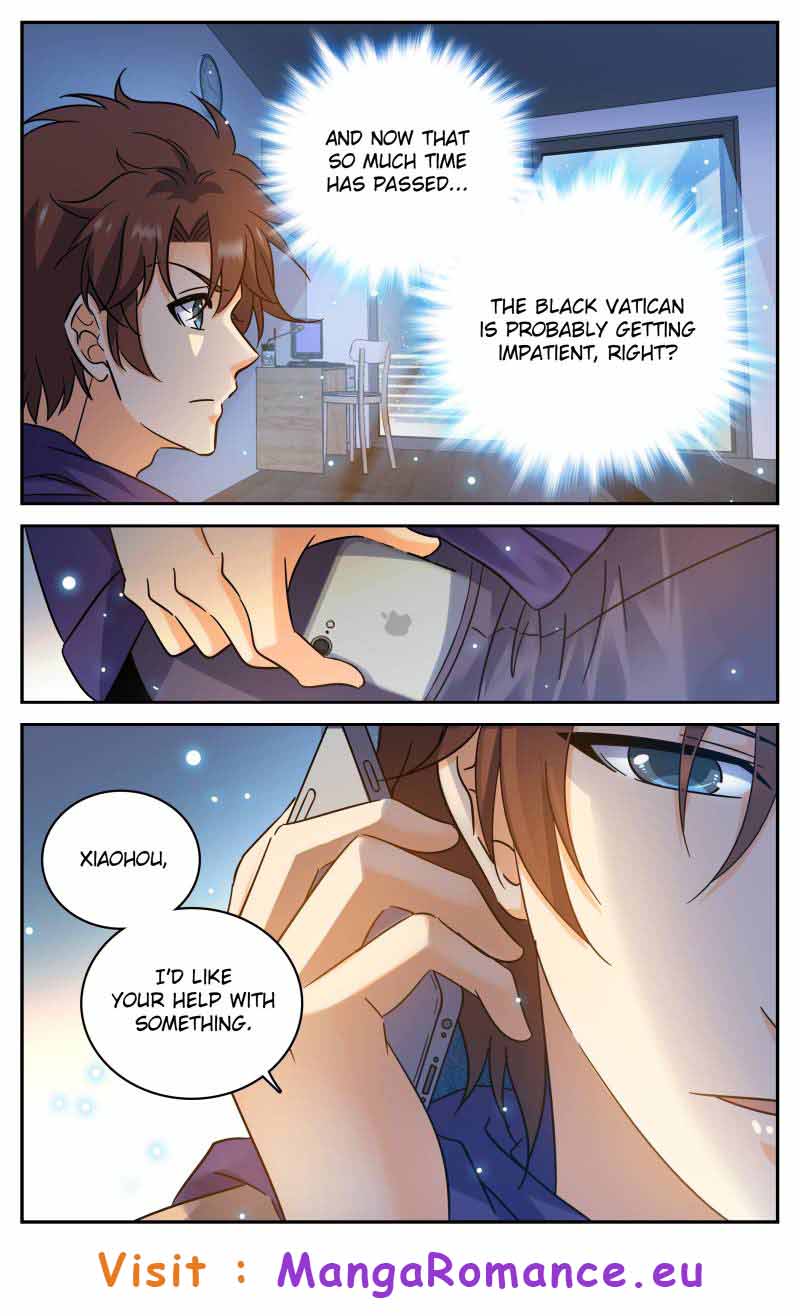 AND NOW THAT
SO MUCH TIME
HAS PASSED...
THE BLACK VATICAN
IS PROBABLY GETTING
IMPATIENT, RIGHT?
XIAOHOU,
I'D LIKE
YOUR HELP WITH
SOMETHING.
Visit : MangaRomance.eu